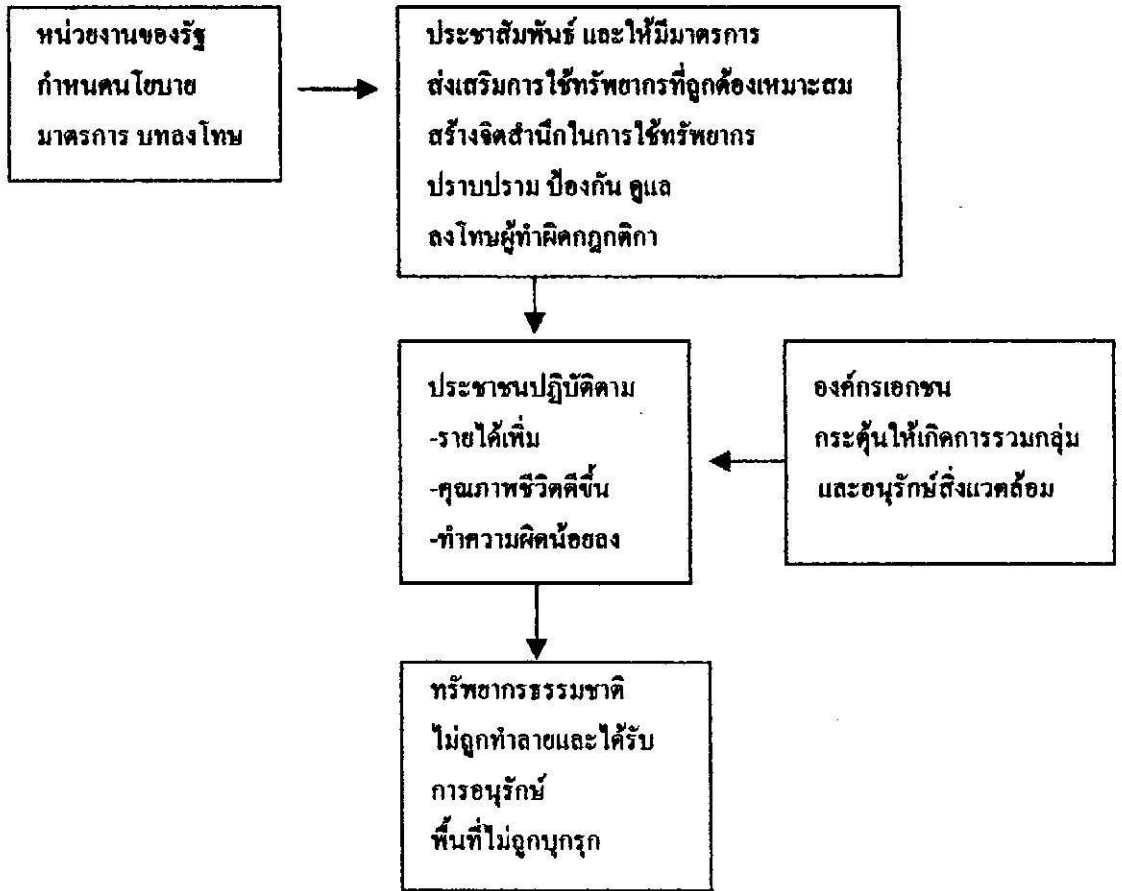 หน่วยงานของรัฐ
กำหนดนโยบาย
มาตรการ บทลงโทษ
ประชาสัมพันธ์ และให้มีมาตรการ
ส่งเสริมการใช้ทรัพยากรที่ถูกต้องเหมาะสม
สร้างจิตสำนึกในการใช้ทรัพยากร
ปราบปราม ป้องกัน ดูแล
ลงโทษผู้ทำผิดกฎกติกา
ประชาชนปฏิบัติตาม
-รายได้เพิ่ม
-คุณภาพชีวิตดีขึ้น
-ทำความผิดน้อยลง
องค์กรเอกชน
กระตุ้นให้เกิดการรวมกลุ่ม
และอนุรักษ์สิ่งแวดล้อม
ทรัพยากรธรรมชาติ
ไม่ถูกทำลายและได้รับ
การอนุรักษ์
พื้นที่ไม่ถูกบุกรุก